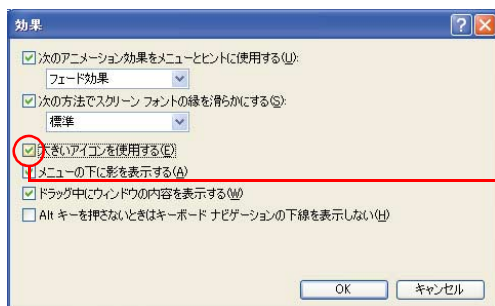 効果
次のアニメーション効果をメニューとヒントに使用する(U):
フェード効果
次の方法でスクリーン フォントの縁を滑らかにする(S):
標準
大きいアイコンを使用する(E)
メニューの下に影を表示する(A)
ドラッグ中にウィンドウの内容を表示する(W)
Alt キーを押さないときはキーボード ナビゲーションの下線を表示しない(H)
OK
キャンセル